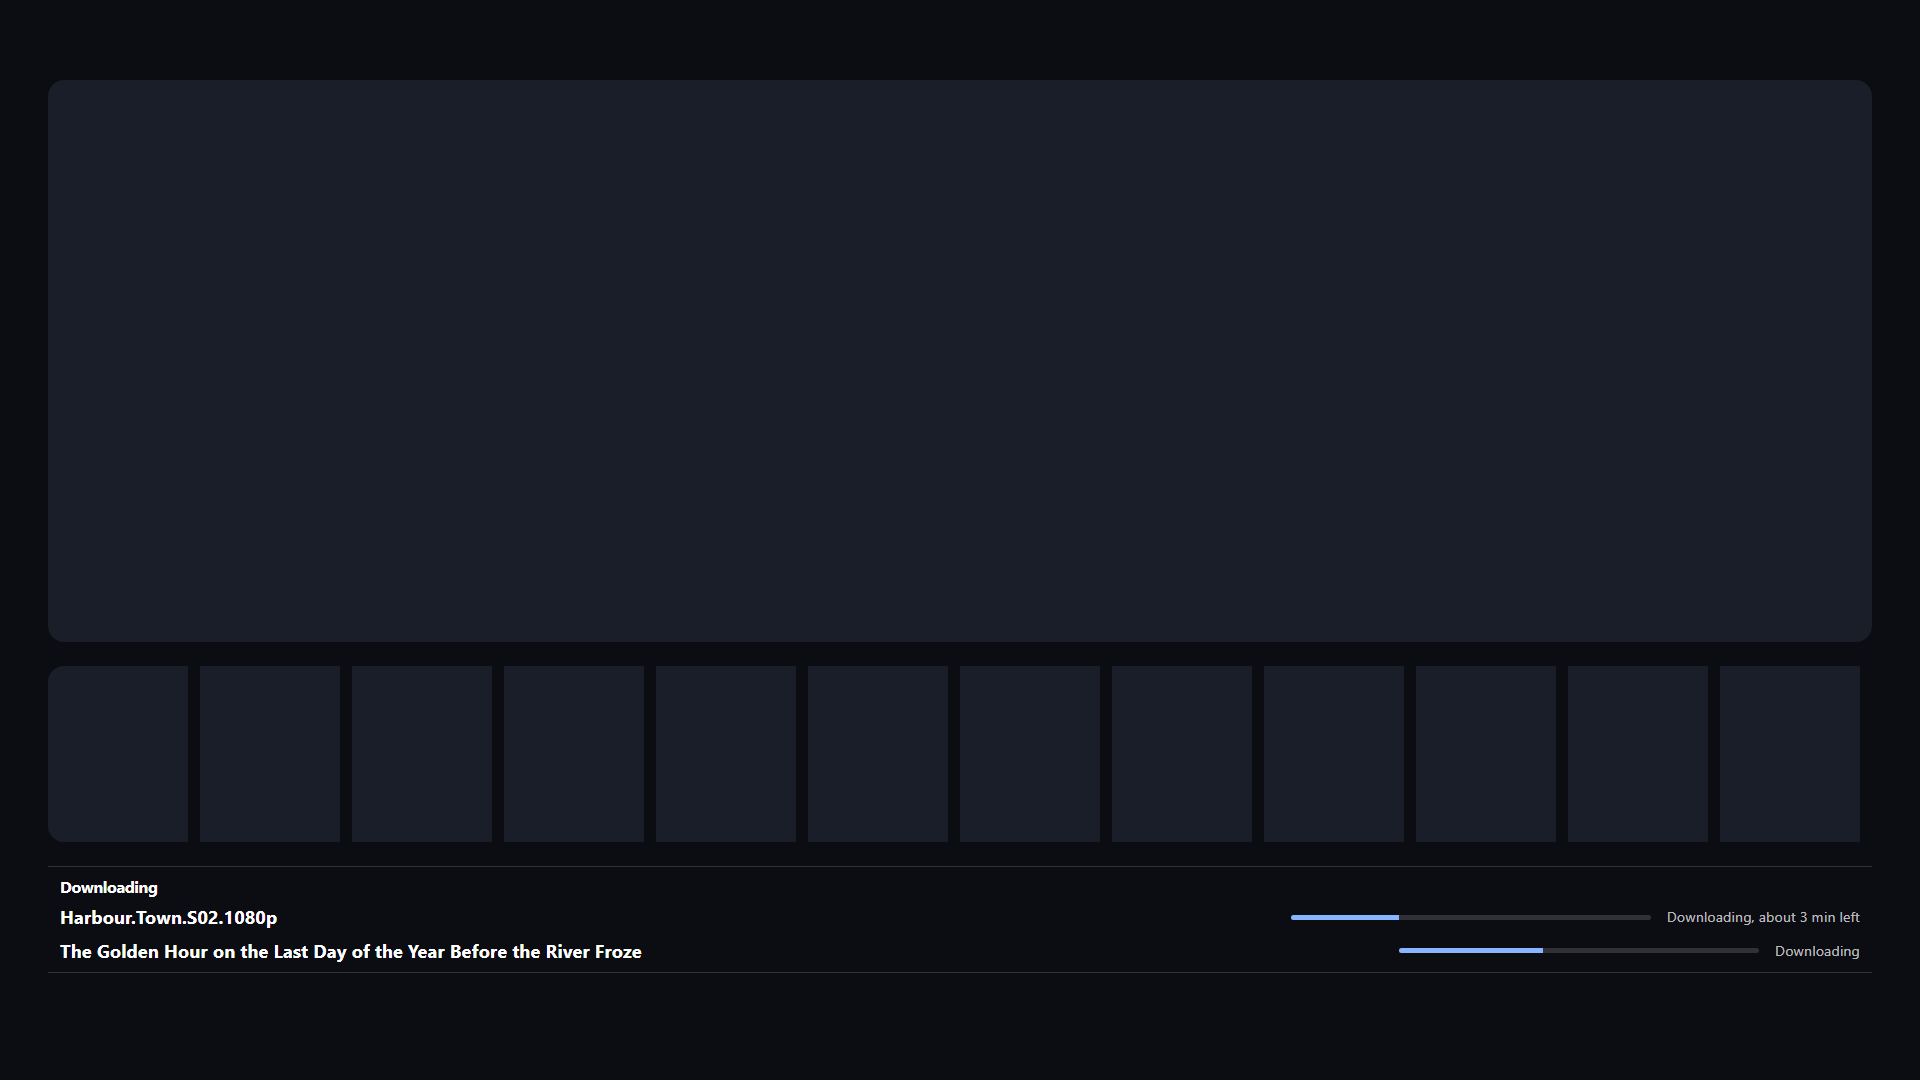 Downloading
Harbour.Town.S02.1080p Downloading, about 3 min left
The Golden Hour on the Last Day of the Year Before the River Froze Downloading